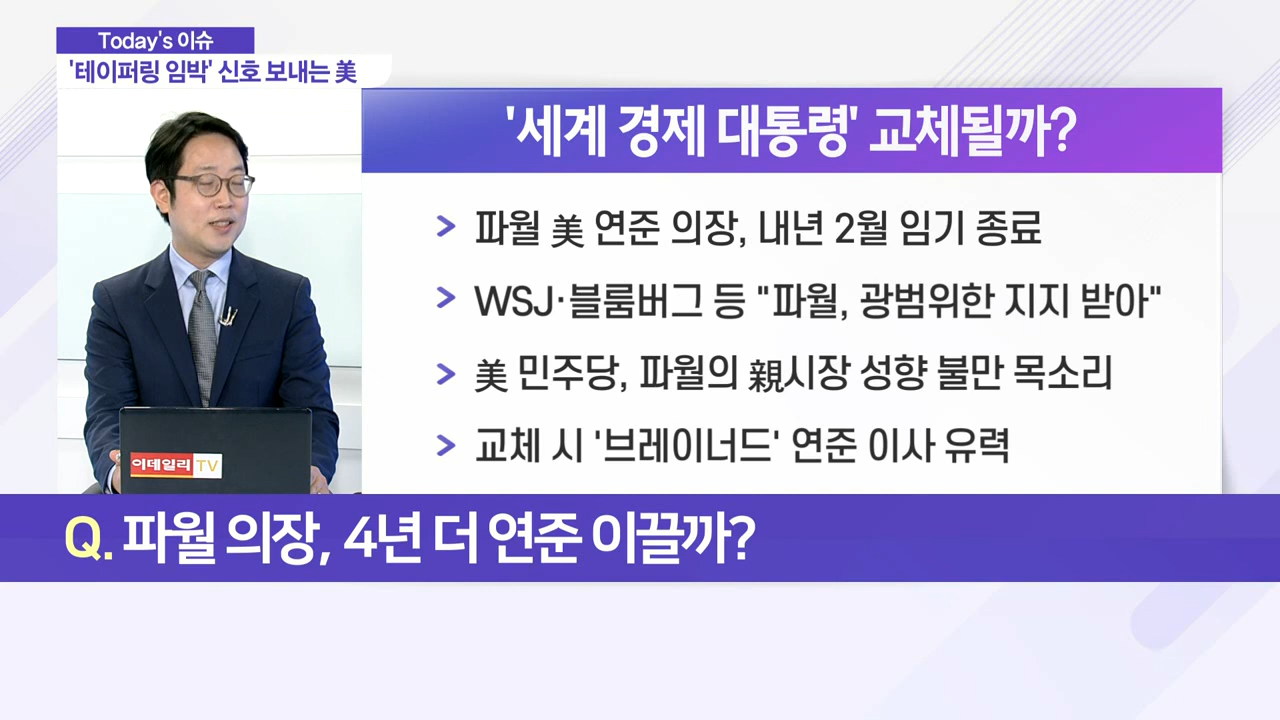 Today's 이슈
'테이퍼링 임박' 신호 보내는 美
'세계 경제 대통령' 교체될까?
> 파월 美 연준 의장, 내년 2월 임기 종료
> WSJ·블룸버그 등 "파월, 광범위한 지지 받아"
> 美 민주당, 파월의 親시장 성향 불만 목소리
> 교체 시 '브레이너드' 연준 이사 유력
이데일리 TV
Q. 파월 의장, 4년 더 연준 이끌까?